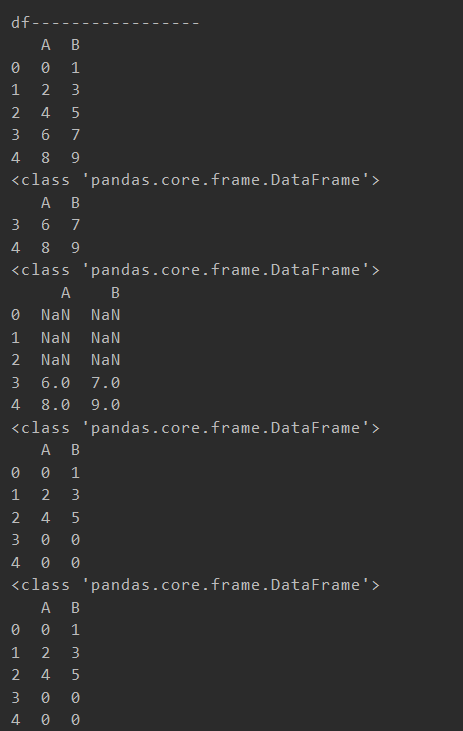 df-----------------
   A  B
0  0  1
1  2  3
2  4  5
3  6  7
4  8  9
<class 'pandas.core.frame.DataFrame'>
   A  B
3  6  7
4  8  9
<class 'pandas.core.frame.DataFrame'>
     A    B
0  NaN  NaN
1  NaN  NaN
2  NaN  NaN
3  6.0  7.0
4  8.0  9.0
<class 'pandas.core.frame.DataFrame'>
   A  B
0  0  1
1  2  3
2  4  5
3  0  0
4  0  0
<class 'pandas.core.frame.DataFrame'>
   A  B
0  0  1
1  2  3
2  4  5
3  0  0
4  0  0